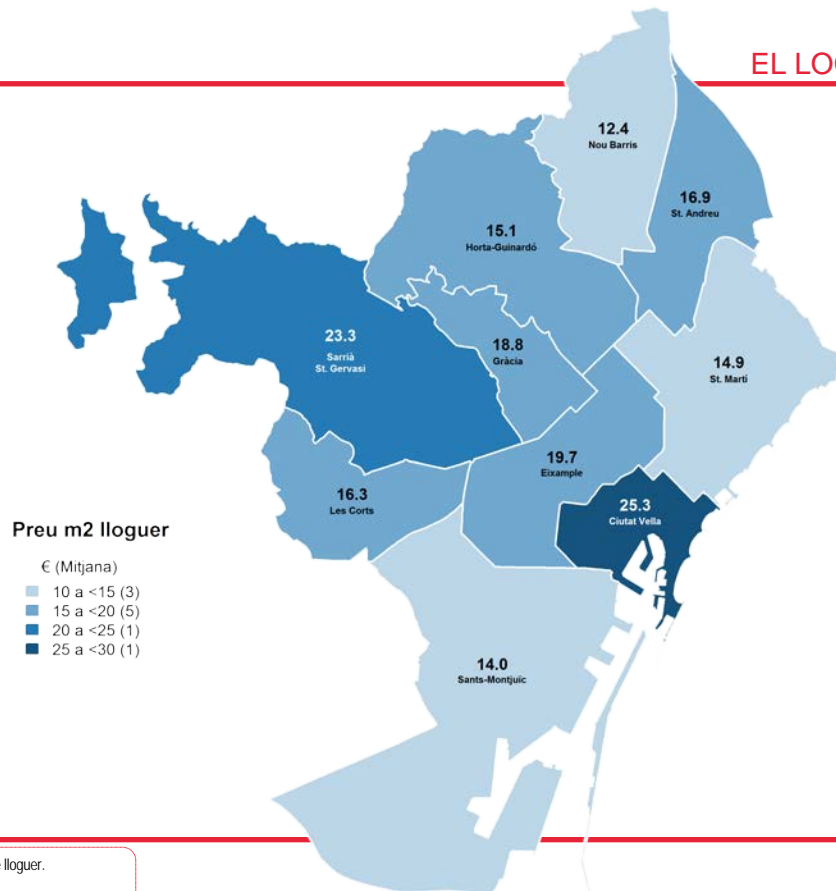 EL LO
12.4
Nou Barris
16.9
St. Andreu
15.1
Horta-Guinardó
23.3
Sarrià
St. Gervasi
18.8
Gràcia
14.9
St. Martí
19.7
Eixample
16.3
Les Corts
25.3
Ciutat Vella
14.0
Sants-Montjuïc
Preu m2 lloguer
€ (Mitjana)
10 a <15 (3)
15 a <20 (5)
20 a <25 (1)
25 a <30 (1)
lloguer.